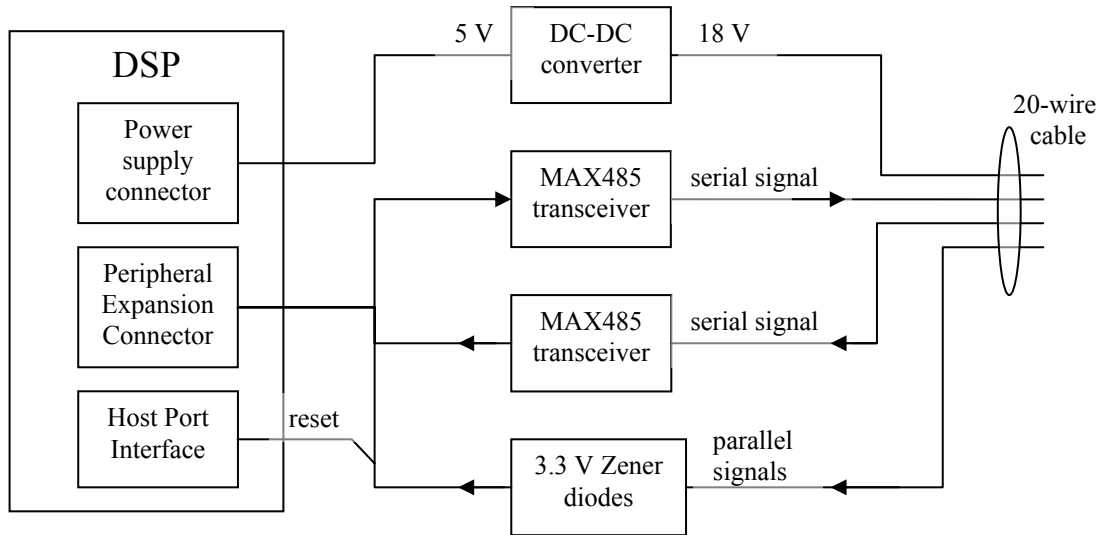 DSP
5 V
DC-DC
converter
18 V
20-wire
cable
Power
supply
connector
MAX485
transceiver
serial signal
Peripheral
Expansion
Connector
MAX485
transceiver
serial signal
Host Port
Interface
reset
3.3 V Zener
diodes
parallel
signals